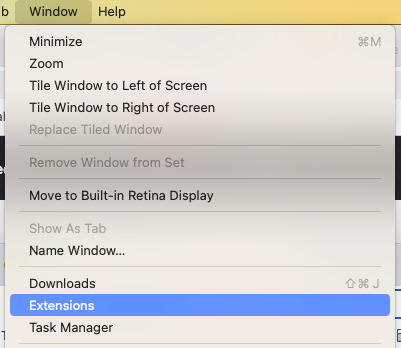 b Window Help
Minimize ⌘M
Zoom
Tile Window to Left of Screen
Tile Window to Right of Screen
Replace Tiled Window
Remove Window from Set
Move to Built-in Retina Display
Show As Tab
Name Window...
Downloads ⇧⌘J
Extensions
Task Manager